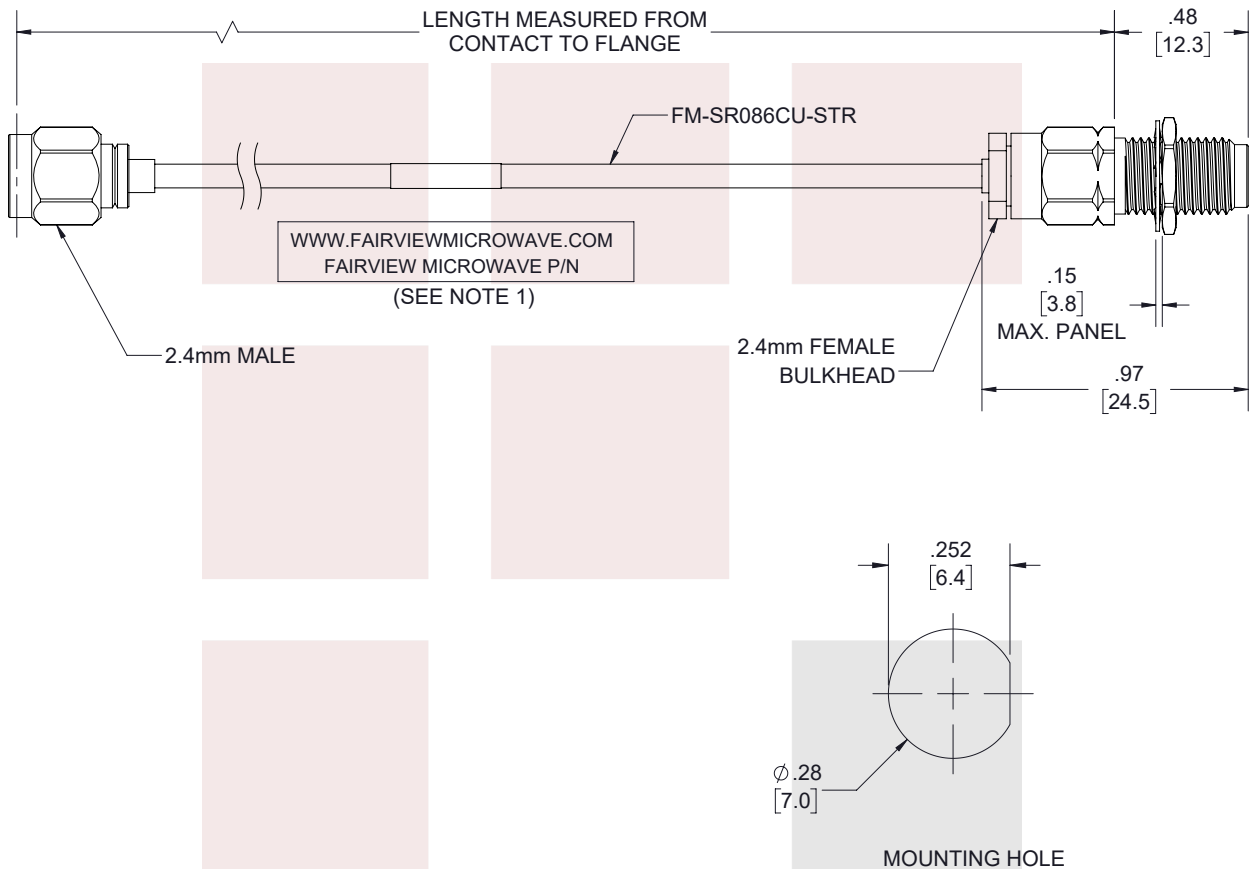 LENGTH MEASURED FROM
CONTACT TO FLANGE
.48
[12.3]
FM-SR086CU-STR
WWW.FAIRVIEWMICROWAVE.COM
FAIRVIEW MICROWAVE P/N
(SEE NOTE 1)
.15
[3.8]
MAX. PANEL
2.4mm MALE
2.4mm FEMALE
BULKHEAD
.97
[24.5]
.252
[6.4]
⌀.28
[7.0]
MOUNTING HOLE